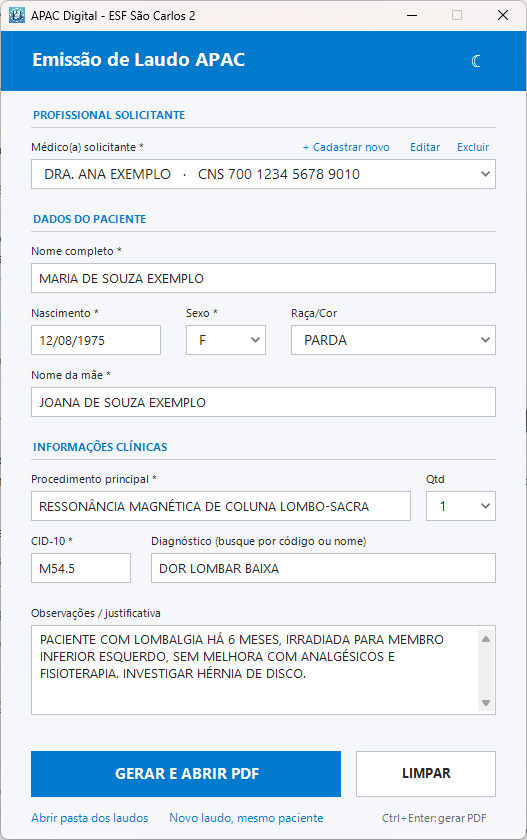 APAC Digital - ESF São Carlos 2
Emissão de Laudo APAC
PROFISSIONAL SOLICITANTE
Médico(a) solicitante * + Cadastrar novo Editar Excluir
DRA. ANA EXEMPLO · CNS 700 1234 5678 9010
DADOS DO PACIENTE
Nome completo *
MARIA DE SOUZA EXEMPLO
Nascimento * Sexo * Raça/Cor
12/08/1975 F PARDA
Nome da mãe *
JOANA DE SOUZA EXEMPLO
INFORMAÇÕES CLÍNICAS
Procedimento principal * Qtd
RESSONÂNCIA MAGNÉTICA DE COLUNA LOMBO-SACRA 1
CID-10 * Diagnóstico (busque por código ou nome)
M54.5 DOR LOMBAR BAIXA
Observações / justificativa
PACIENTE COM LOMBALGIA HÁ 6 MESES, IRRADIADA PARA MEMBRO
INFERIOR ESQUERDO, SEM MELHORA COM ANALGÉSICOS E
FISIOTERAPIA. INVESTIGAR HÉRNIA DE DISCO.
GERAR E ABRIR PDF LIMPAR
Abrir pasta dos laudos Novo laudo, mesmo paciente Ctrl+Enter: gerar PDF